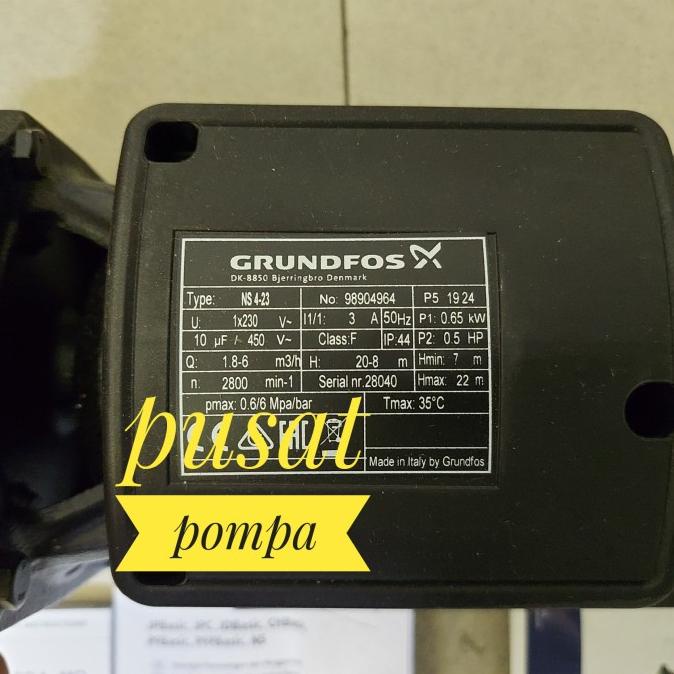 GRUNDFOS
DK-8850 Bjerringbro Denmark
Type: NS 4-23 No: 98904964 P5 19 24
U: 1x230 V~ I1/1: 3 A 50Hz P1: 0.65 kW
10 µF / 450 V~ Class:F IP:44 P2: 0.5 HP
Q: 1.8-6 m3/h H: 20-8 m Hmin: 7 m
n: 2800 min-1 Serial nr.28040 Hmax: 22 m
pmax: 0.6/6 Mpa/bar Tmax: 35°C
CE EAC
Made in Italy by Grundfos
pusat
pompa